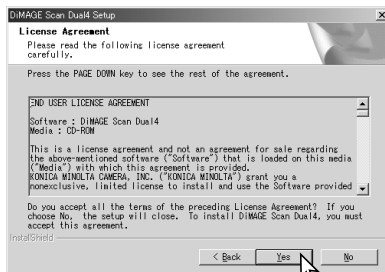 DiMAGE Scan Dual4 Setup
License Agreement
Please read the following license agreement
carefully.
Press the PAGE DOWN key to see the rest of the agreement.
END USER LICENSE AGREEMENT
Software : DiMAGE Scan Dual4
Media : CD-ROM
This is a license agreement and not an agreement for sale regarding
the above-mentioned software ("Software") that is loaded on this media
("Media") with which this agreement is provided.
KONICA MINOLTA CAMERA, INC. ("KONICA MINOLTA") grant you a
nonexclusive, limited license to install and use the Software provided
Do you accept all the terms of the preceding License Agreement? If you
choose No, the setup will close. To install DiMAGE Scan Dual4, you must
accept this agreement.
InstallShield
< Back Yes No